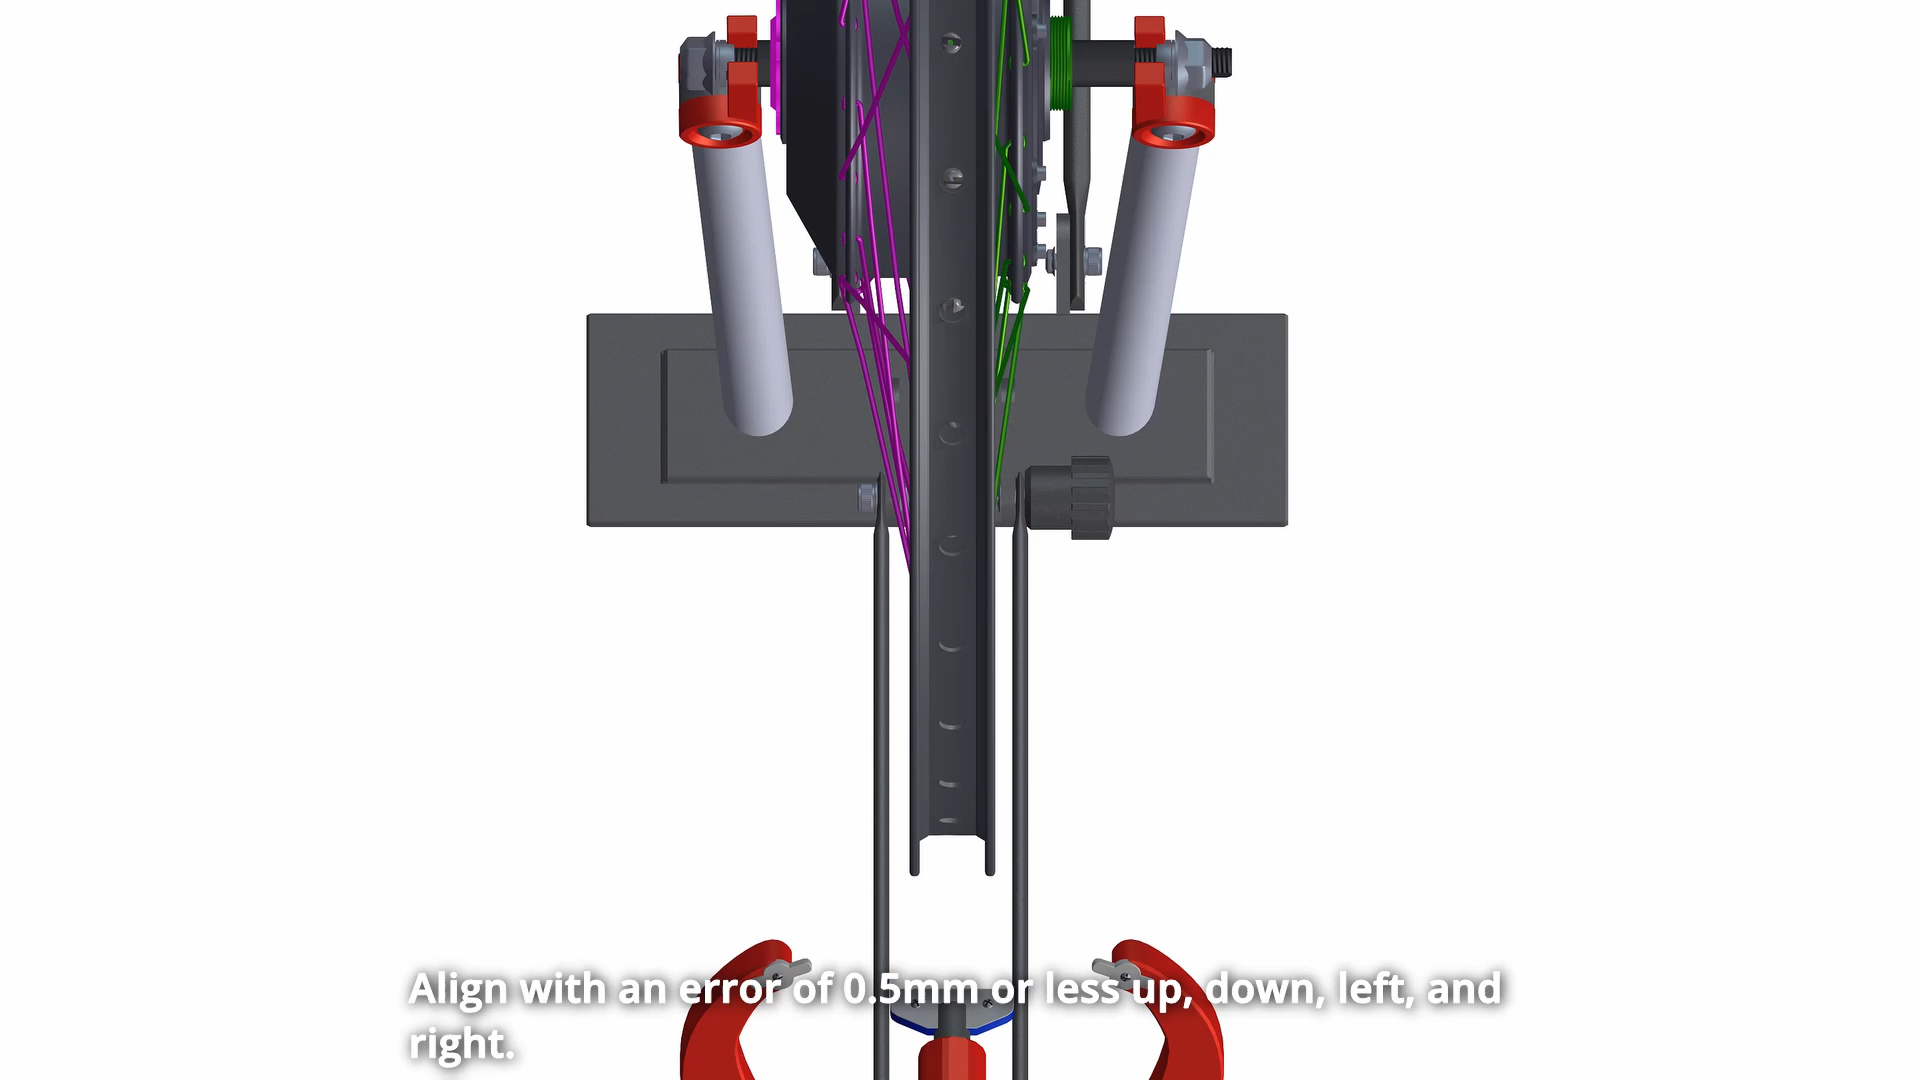 Align with an error of 0.5mm or less up, down, left, and
right.